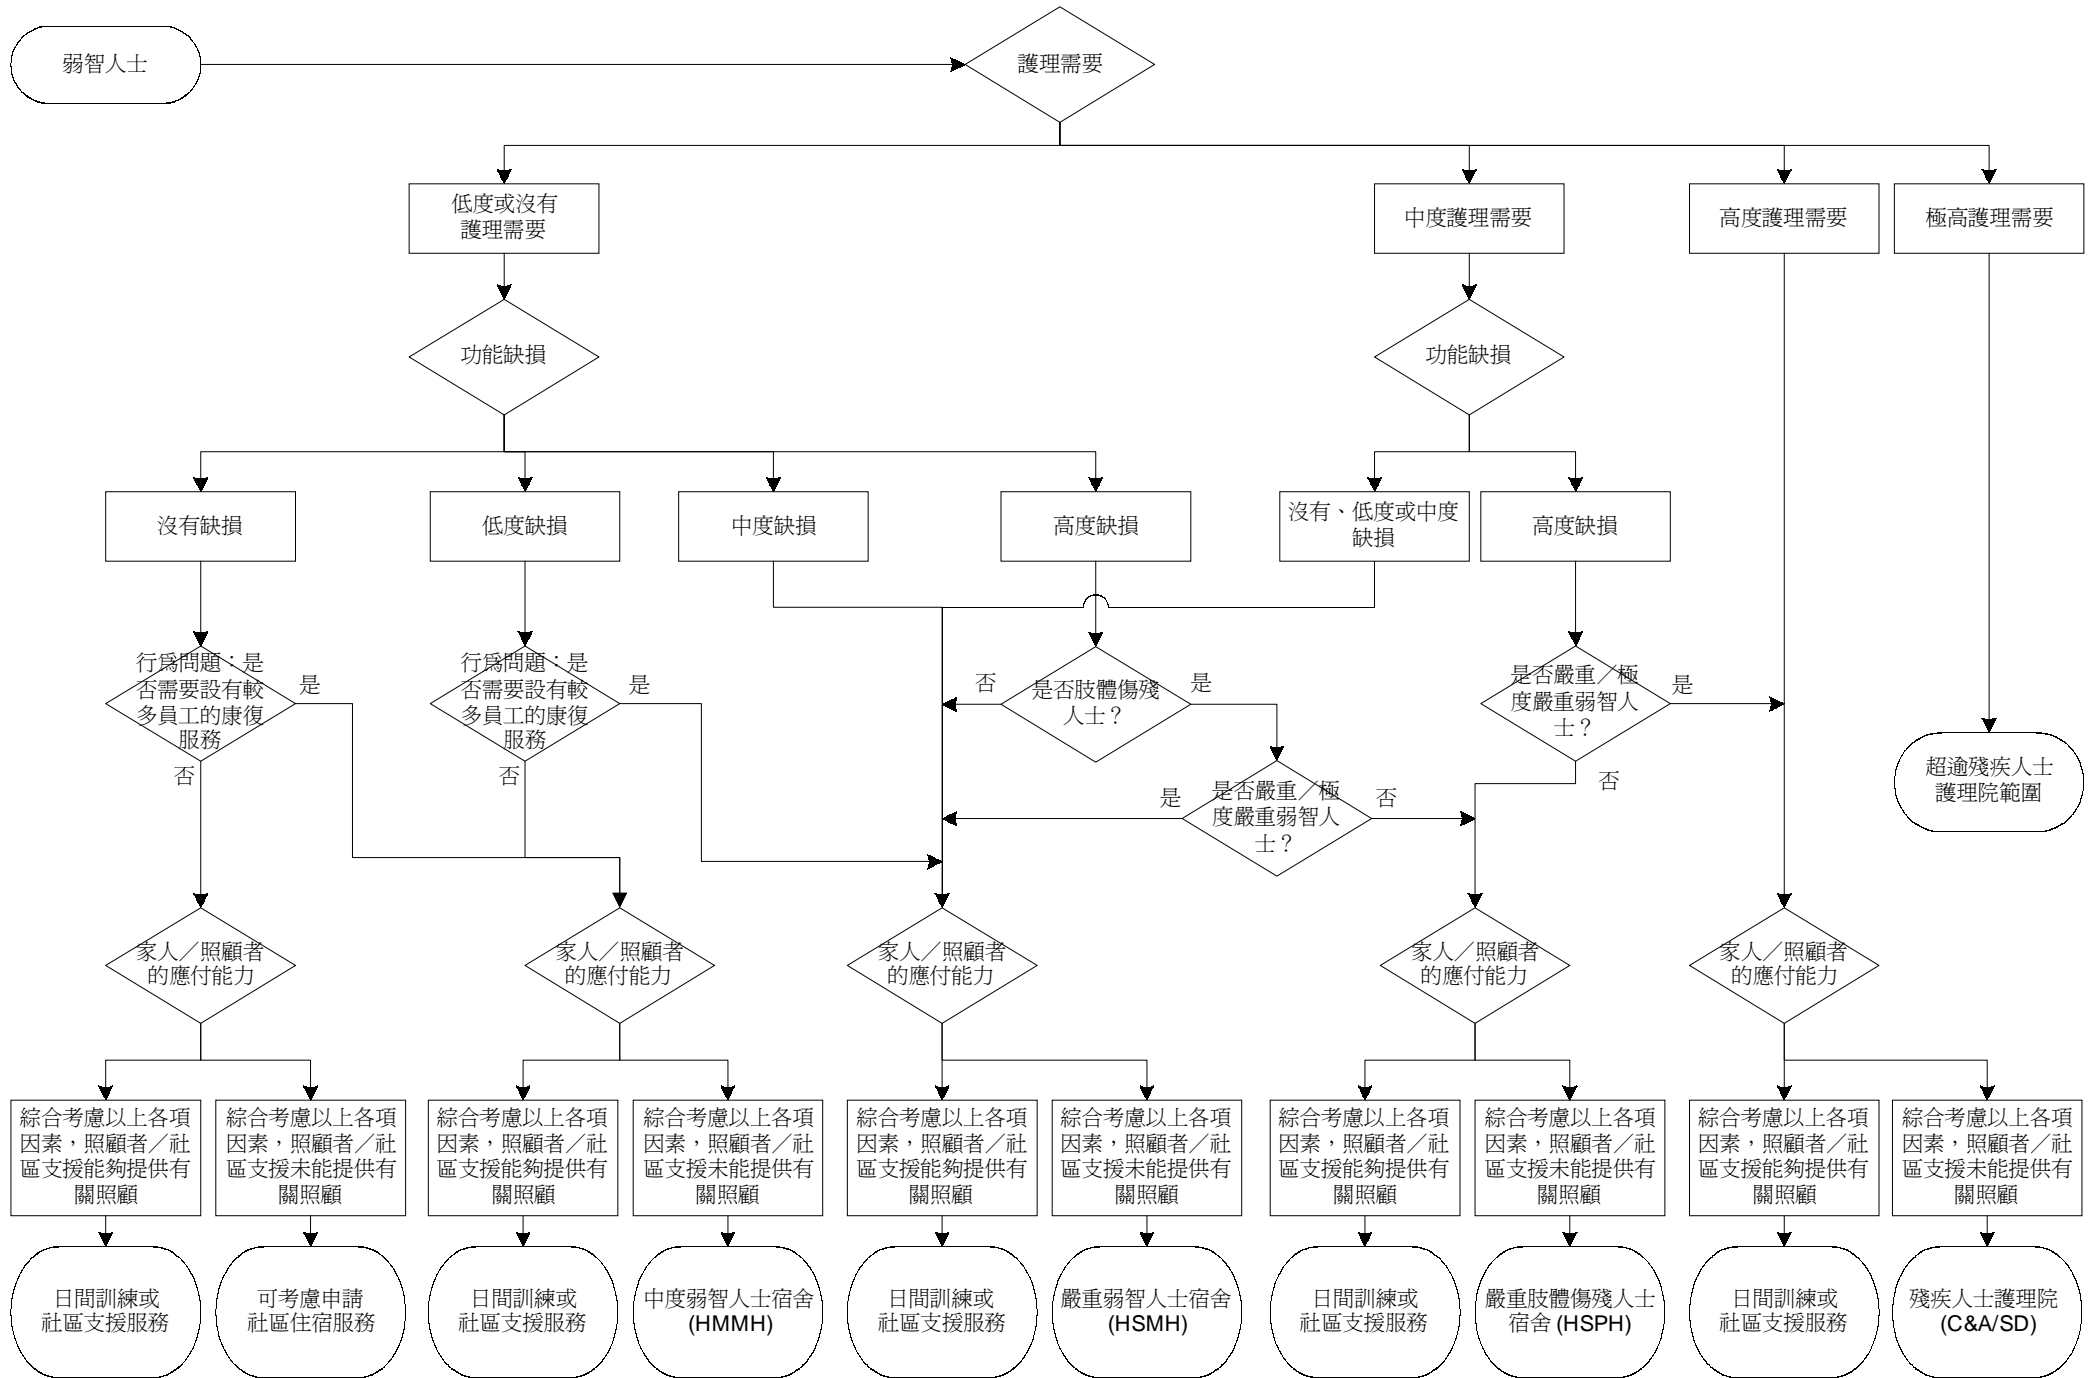 弱智人士
護理需要
低度或沒有
護理需要
中度護理需要
高度護理需要
極高護理需要
功能缺損
功能缺損
沒有缺損
低度缺損
中度缺損
高度缺損
沒有、低度或中度
缺損
高度缺損
行爲問題：是
否需要設有較
多員工的康復
服務
是
否
行爲問題：是
否需要設有較
多員工的康復
服務
是
否
否
是否肢體傷殘
人士？
是
是否嚴重／極
度嚴重弱智人
士？
是
否
是
是否嚴重／極
度嚴重弱智人
士？
否
超逾殘疾人士
護理院範圍
家人／照顧者
的應付能力
家人／照顧者
的應付能力
家人／照顧者
的應付能力
家人／照顧者
的應付能力
家人／照顧者
的應付能力
綜合考慮以上各項
因素，照顧者／社
區支援能夠提供有
關照顧
綜合考慮以上各項
因素，照顧者／社
區支援未能提供有
關照顧
綜合考慮以上各項
因素，照顧者／社
區支援能夠提供有
關照顧
綜合考慮以上各項
因素，照顧者／社
區支援未能提供有
關照顧
綜合考慮以上各項
因素，照顧者／社
區支援能夠提供有
關照顧
綜合考慮以上各項
因素，照顧者／社
區支援未能提供有
關照顧
綜合考慮以上各項
因素，照顧者／社
區支援能夠提供有
關照顧
綜合考慮以上各項
因素，照顧者／社
區支援未能提供有
關照顧
綜合考慮以上各項
因素，照顧者／社
區支援能夠提供有
關照顧
綜合考慮以上各項
因素，照顧者／社
區支援未能提供有
關照顧
日間訓練或
社區支援服務
可考慮申請
社區住宿服務
日間訓練或
社區支援服務
中度弱智人士宿舍
(HMMH)
日間訓練或
社區支援服務
嚴重弱智人士宿舍
(HSMH)
日間訓練或
社區支援服務
嚴重肢體傷殘人士
宿舍 (HSPH)
日間訓練或
社區支援服務
殘疾人士護理院
(C&A/SD)